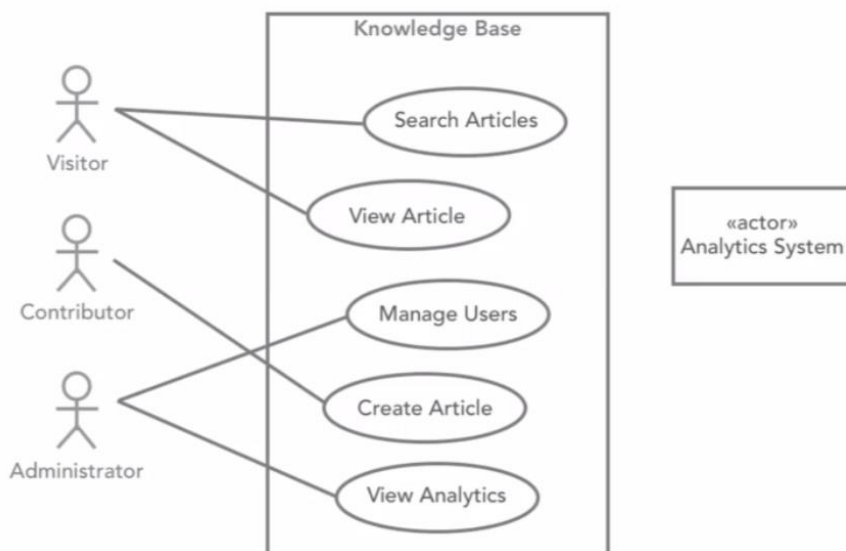 Knowledge Base
Search Articles
Visitor
View Article
«actor»
Analytics System
Contributor
Manage Users
Create Article
Administrator
View Analytics